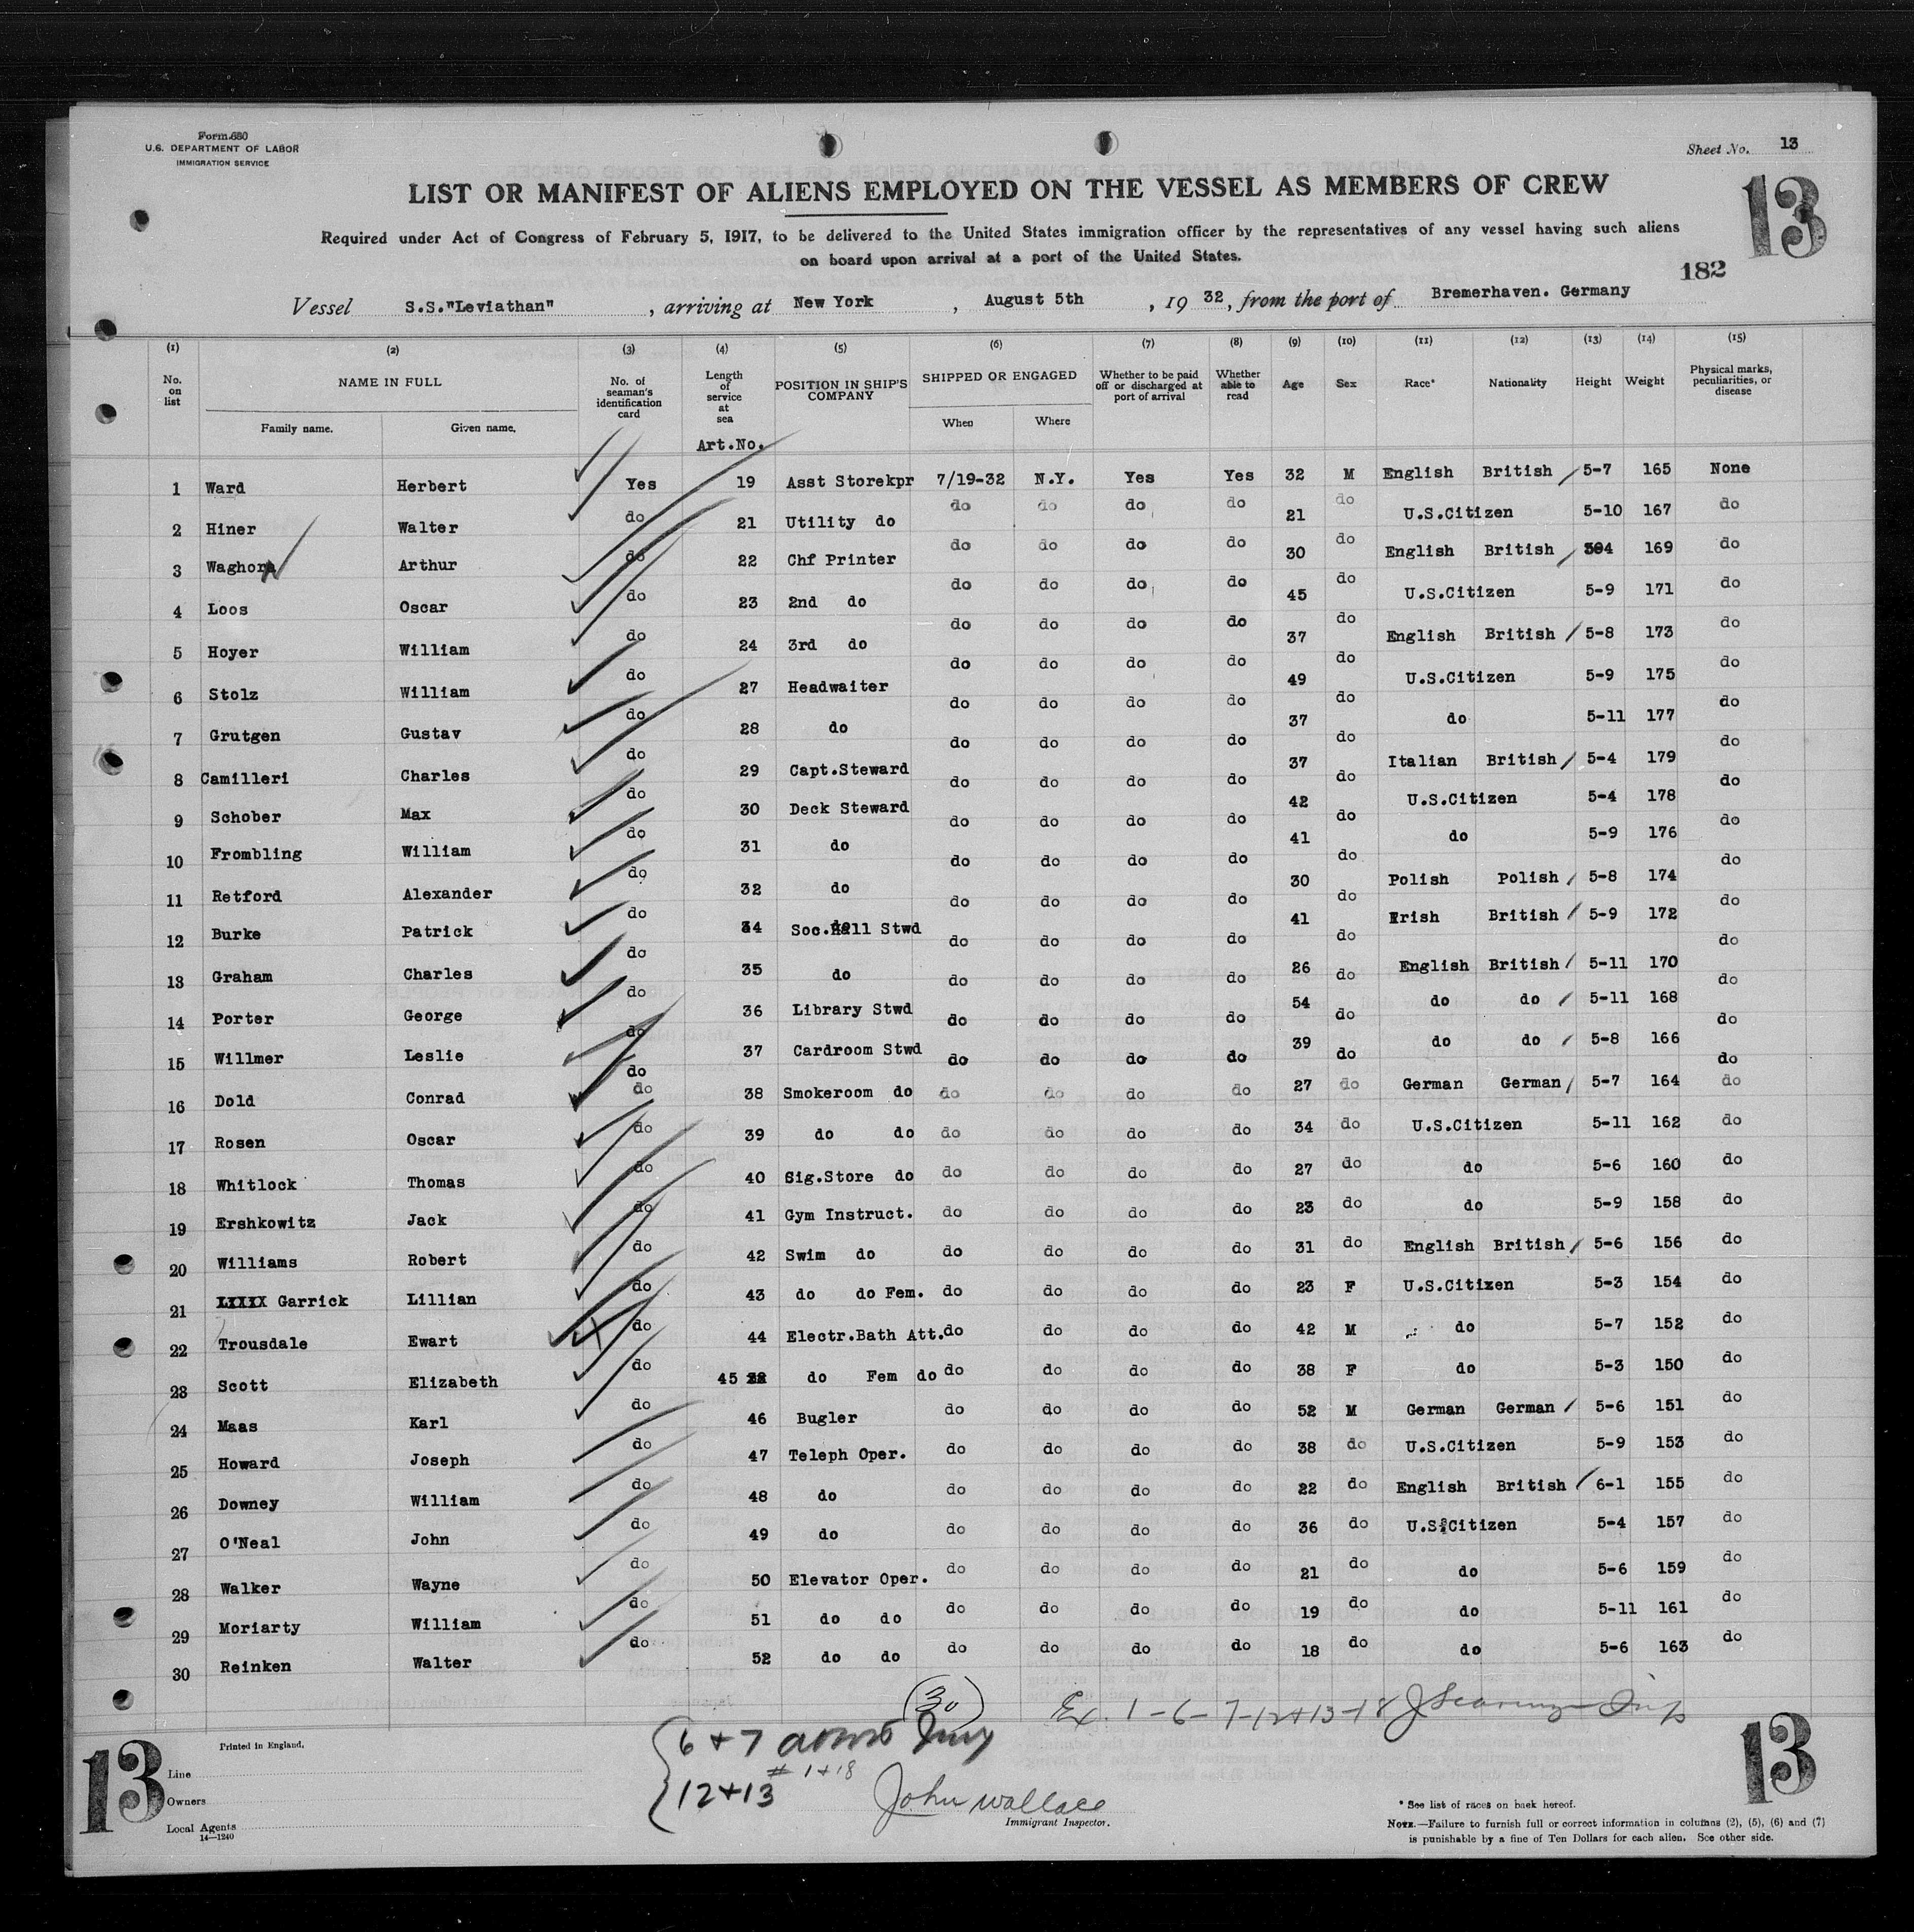 Form 680
U.S. DEPARTMENT OF LABOR
IMMIGRATION SERVICE
Sheet No. 13
LIST OR MANIFEST OF ALIENS EMPLOYED ON THE VESSEL AS MEMBERS OF CREW
13
Required under Act of Congress of February 5, 1917, to be delivered to the United States immigration officer by the representatives of any vessel having such aliens
on board upon arrival at a port of the United States.
182
Vessel S.S."Leviathan", arriving at New York, August 5th, 19 32, from the port of Bremerhaven. Germany
(1) (2) (3) (4) (5) (6) (7) (8) (9) (10) (11) (12) (13) (14) (15)
No. on list NAME IN FULL No. of seaman's identification card Length of service at sea POSITION IN SHIP'S COMPANY SHIPPED OR ENGAGED Whether to be paid off or discharged at port of arrival Whether able to read Age Sex Race* Nationality Height Weight Physical marks, peculiarities, or disease
Family name. Given name. When Where
Art.No.
1 Ward Herbert Yes 19 Asst Storekpr 7/19-32 N.Y. Yes Yes 32 M English British 5-7 165 None
2 Hiner Walter do 21 Utility do do do do do 21 do U.S.Citizen 5-10 167 do
3 Waghorn Arthur do 22 Chf Printer do do do do 30 do English British 169 do
4 Loos Oscar do 23 2nd do do do do do 45 do U.S.Citizen 5-9 171 do
5 Hoyer William do 24 3rd do do do do do 37 do English British 5-8 173 do
6 Stolz William do 27 Headwaiter do do do do 49 do U.S.Citizen 5-9 175 do
7 Grutgen Gustav do 28 do do do do do 37 do do 5-11 177 do
8 Camilleri Charles do 29 Capt.Steward do do do do 37 do Italian British 5-4 179 do
9 Schober Max do 30 Deck Steward do do do do 42 do U.S.Citizen 5-4 178 do
10 Frombling William do 31 do do do do do 41 do do 5-9 176 do
11 Retford Alexander do 32 do do do do do 30 do Polish Polish 5-8 174 do
12 Burke Patrick do 34 Soc.Hall Stwd do do do do 41 do Irish British 5-9 172 do
13 Graham Charles do 35 do do do do do 26 do English British 5-11 170 do
14 Porter George do 36 Library Stwd do do do do 54 do do do 5-11 168 do
15 Willmer Leslie do 37 Cardroom Stwd do do do do 39 do do do 5-8 166 do
16 Dold Conrad do do 38 Smokeroom do do do do do 27 do German German 5-7 164 do
17 Rosen Oscar do 39 do do do do do do 34 do U.S.Citizen 5-11 162 do
18 Whitlock Thomas do 40 Sig.Store do do do do do 27 do do 5-6 160 do
19 Ershkowitz Jack do 41 Gym Instruct. do do do do 23 do do 5-9 158 do
20 Williams Robert do 42 Swim do do do do do 31 do English British 5-6 156 do
21 Garrick Lillian do 43 do do Fem. do do do do 23 F U.S.Citizen 5-3 154 do
22 Trousdale Ewart do 44 Electr.Bath Att. do do do do 42 M do 5-7 152 do
23 Scott Elizabeth do 45 do Fem do do do do do 38 F do 5-3 150 do
24 Maas Karl do 46 Bugler do do do do 52 M German German 5-6 151 do
25 Howard Joseph do 47 Teleph Oper. do do do do 38 do U.S.Citizen 5-9 153 do
26 Downey William do 48 do do do do do 22 do English British 6-1 155 do
27 O'Neal John do 49 do do do do do 36 do U.S.Citizen 5-4 157 do
28 Walker Wayne do 50 Elevator Oper. do do do do 21 do do 5-6 159 do
29 Moriarty William do 51 do do do do do do 19 do do 5-11 161 do
30 Reinken Walter do 52 do do do do do do 18 do do 5-6 163 do
(30)
Ex. 1-6-7-12+13-18
6 + 7
# 1+18
12+13
John Wallace
Immigrant Inspector.
13
Printed in England.
Line
Owners
Local Agents
14—1240
13
* See list of races on back hereof.
NOTE.—Failure to furnish full or correct information in columns (2), (5), (6) and (7)
is punishable by a fine of Ten Dollars for each alien. See other side.